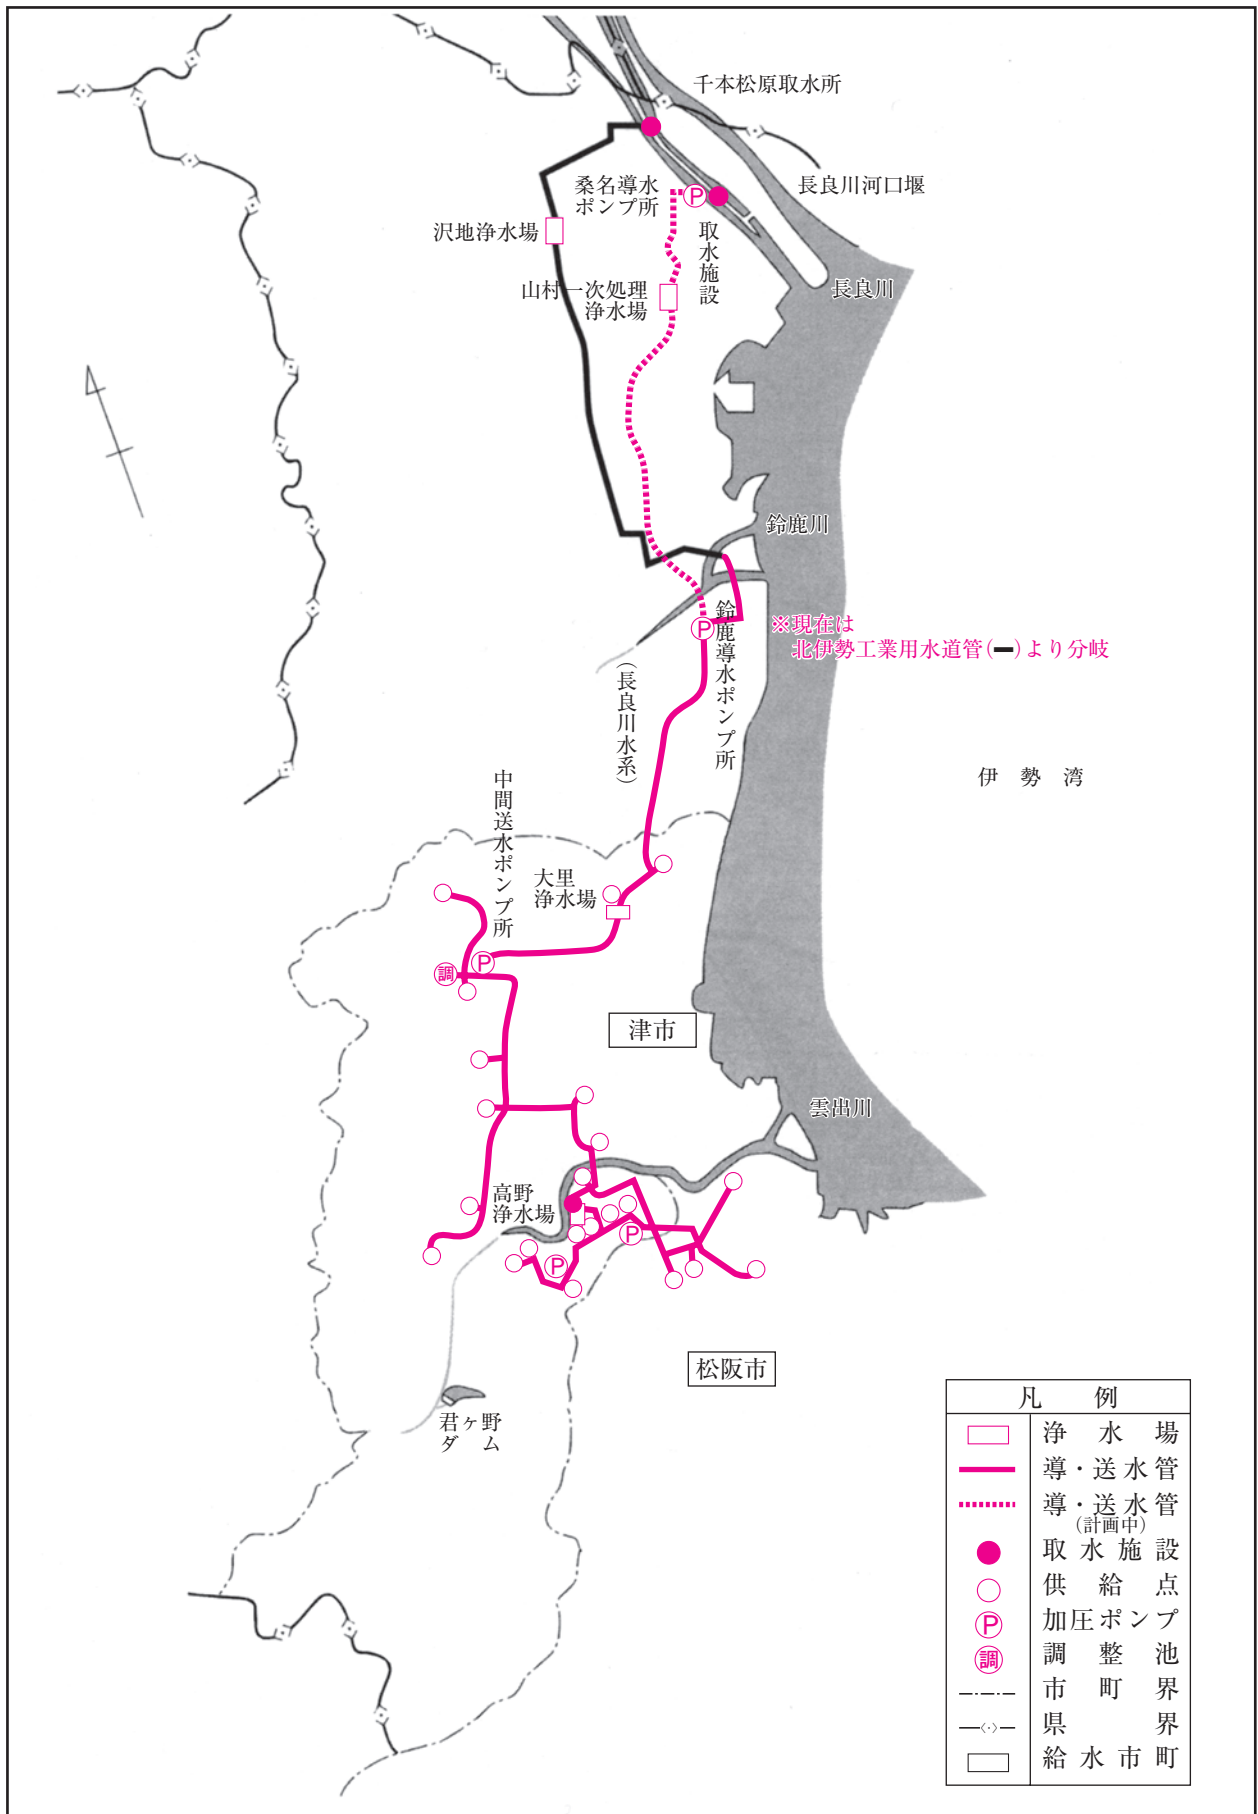 千本松原取水所
長良川河口堰
桑名導水
ポンプ所
P
取水施設
沢地浄水場
山村一次処理
浄水場
長良川
鈴鹿川
P
鈴鹿導水ポンプ所
※現在は
北伊勢工業用水道管(━)より分岐
(長良川水系)
伊勢湾
中間送水ポンプ所
大里
浄水場
P
調
津市
雲出川
高野
浄水場
P
P
松阪市
君ヶ野
ダム
凡例
浄水場
導・送水管
導・送水管
(計画中)
取水施設
供給点
P 加圧ポンプ
調 調整池
市町界
県界
給水市町